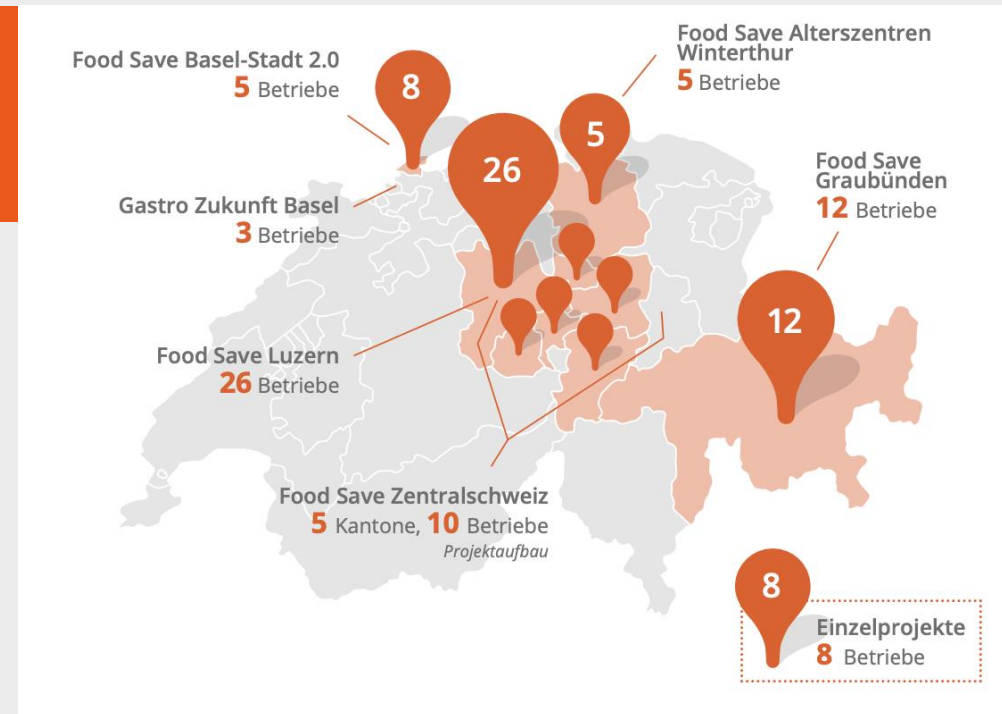 Food Save Basel-Stadt 2.0
5 Betriebe
8
Food Save Alterszentren
Winterthur
5 Betriebe
5
26
Food Save
Graubünden
12 Betriebe
Gastro Zukunft Basel
3 Betriebe
12
Food Save Luzern
26 Betriebe
Food Save Zentralschweiz
5 Kantone, 10 Betriebe
Projektaufbau
8
Einzelprojekte
8 Betriebe